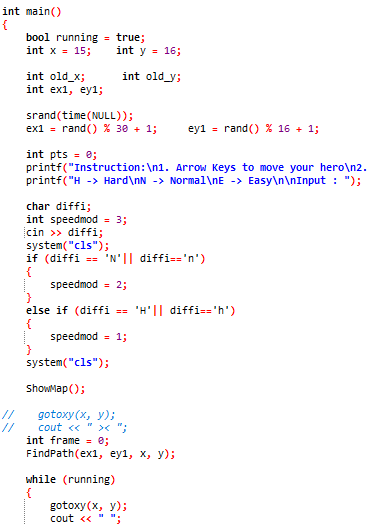 int main()
{
bool running = true;
int x = 15; int y = 16;
int old_x; int old_y;
int ex1, ey1;
srand(time(NULL));
ex1 = rand() % 30 + 1; ey1 = rand() % 16 + 1;
int pts = 0;
printf("Instruction:\n1. Arrow Keys to move your hero\n2.
printf("H -> Hard\nN -> Normal\nE -> Easy\n\nInput : ");
char diffi;
int speedmod = 3;
cin >> diffi;
system("cls");
if (diffi == 'N'|| diffi=='n')
{
speedmod = 2;
}
else if (diffi == 'H'|| diffi=='h')
{
speedmod = 1;
}
system("cls");
ShowMap();
// gotoxy(x, y);
// cout << " >< ";
int frame = 0;
FindPath(ex1, ey1, x, y);
while (running)
{
gotoxy(x, y);
cout << " ";